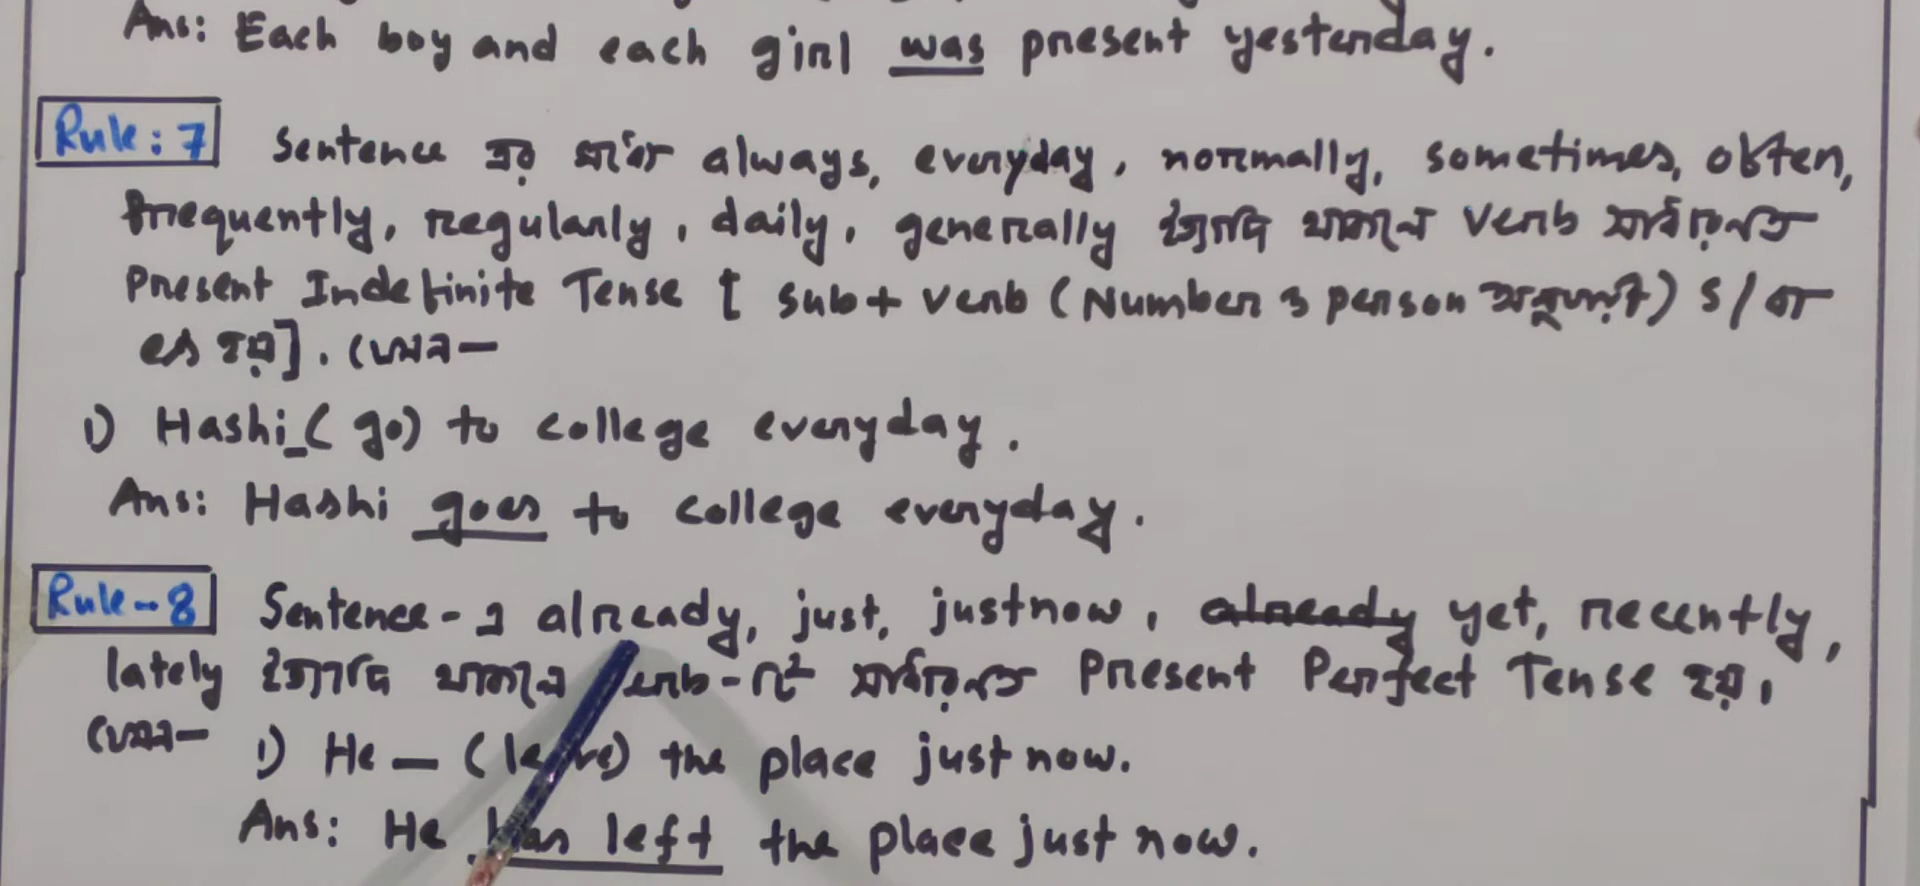 Ans: Each boy and each girl was present yesterday.
Rule: 7 Sentence এর মধ্যে always, everyday, normally, sometimes, often,
frequently, regularly, daily, generally ইত্যাদি থাকলে verb
Present Indefinite Tense [ sub + verb (Number ও person অনুযায়ী) s/বা
es হয়]. যেমন—
1) Hashi _ (go) to college everyday.
Ans: Hashi goes to college everyday.
Rule-8 Sentence-এ already, just, justnow, already yet, recently,
lately ইত্যাদি থাকলে verb-এর Present Perfect Tense হয়।
যেমন— 1) He — (leave) the place just now.
Ans: He has left the place just now.